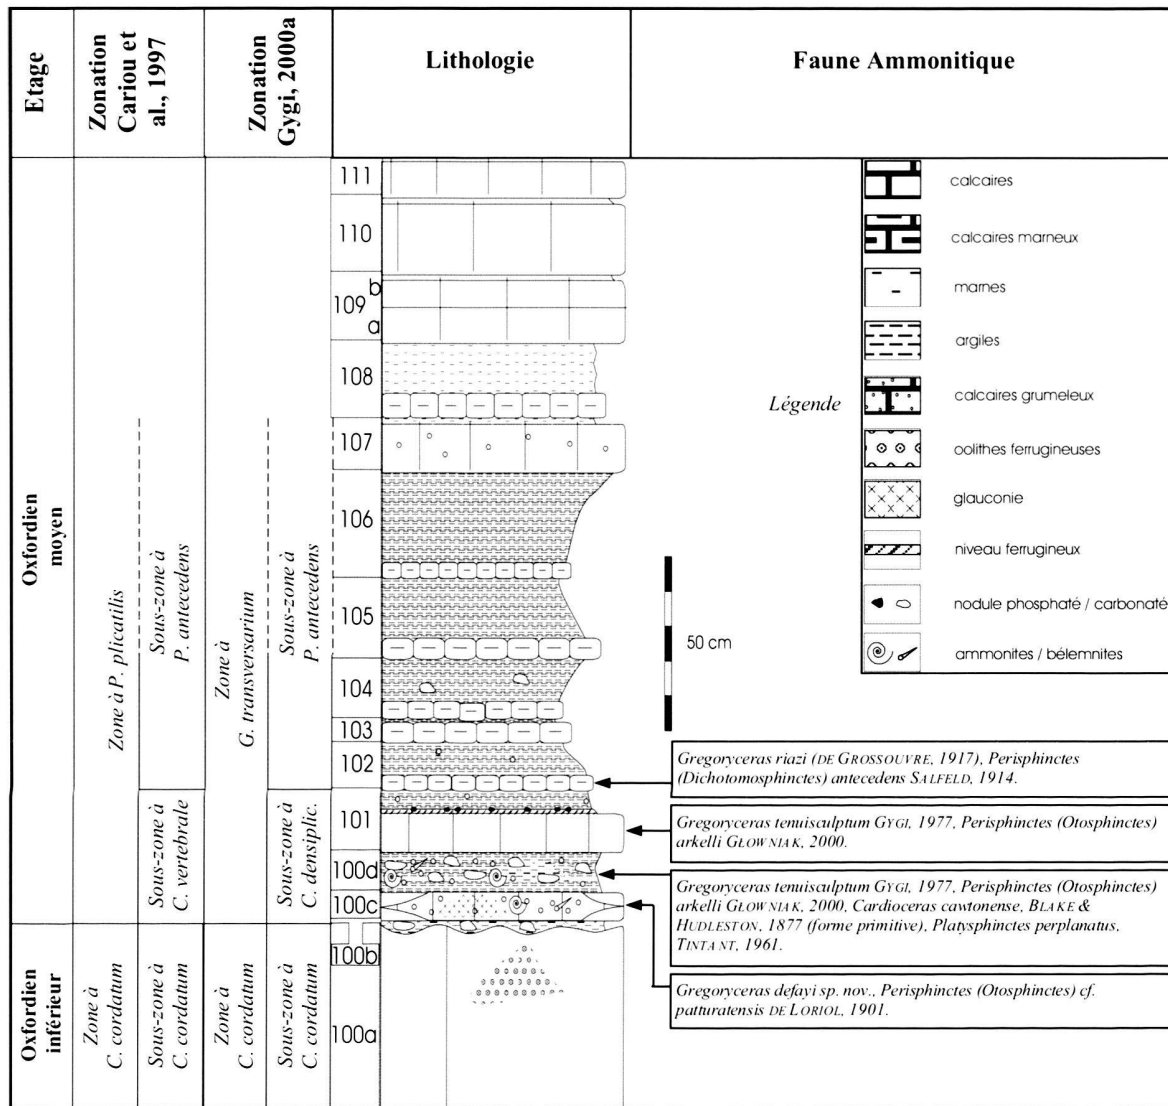 Etage
Zonation
Cariou et
al., 1997
Zonation
Gygi, 2000a
Lithologie
Faune Ammonitique
Oxfordien
moyen
Oxfordien
inférieur
Zone à P. plicatilis
Zone à
C. cordatum
Sous-zone à
P. antecedens
Sous-zone à
C. vertebrale
Sous-zone à
C. cordatum
Zone à
G. transversarium
Zone à
C. cordatum
Sous-zone à
P. antecedens
Sous-zone à
C. densiplic.
Sous-zone à
C. cordatum
111
110
b
109
a
108
107
106
105
104
103
102
101
100d
100c
100b
100a
50 cm
Légende
calcaires
calcaires marneux
marnes
argiles
calcaires grumeleux
oolithes ferrugineuses
glauconie
niveau ferrugineux
nodule phosphaté / carbonaté
ammonites / bélemnites
Gregoryceras riazi (DE GROSSOUVRE, 1917), Perisphinctes
(Dichotomosphinctes) antecedens SALFELD, 1914.
Gregoryceras tenuisculptum GYGI, 1977, Perisphinctes (Otosphinctes)
arkelli GŁOWNIAK, 2000.
Gregoryceras tenuisculptum GYGI, 1977, Perisphinctes (Otosphinctes)
arkelli GŁOWNIAK, 2000, Cardioceras cawtonense, BLAKE &
HUDLESTON, 1877 (forme primitive), Platysphinctes perplanatus,
TINTANT, 1961.
Gregoryceras defayi sp. nov., Perisphinctes (Otosphinctes) cf.
patturatensis DE LORIOL, 1901.